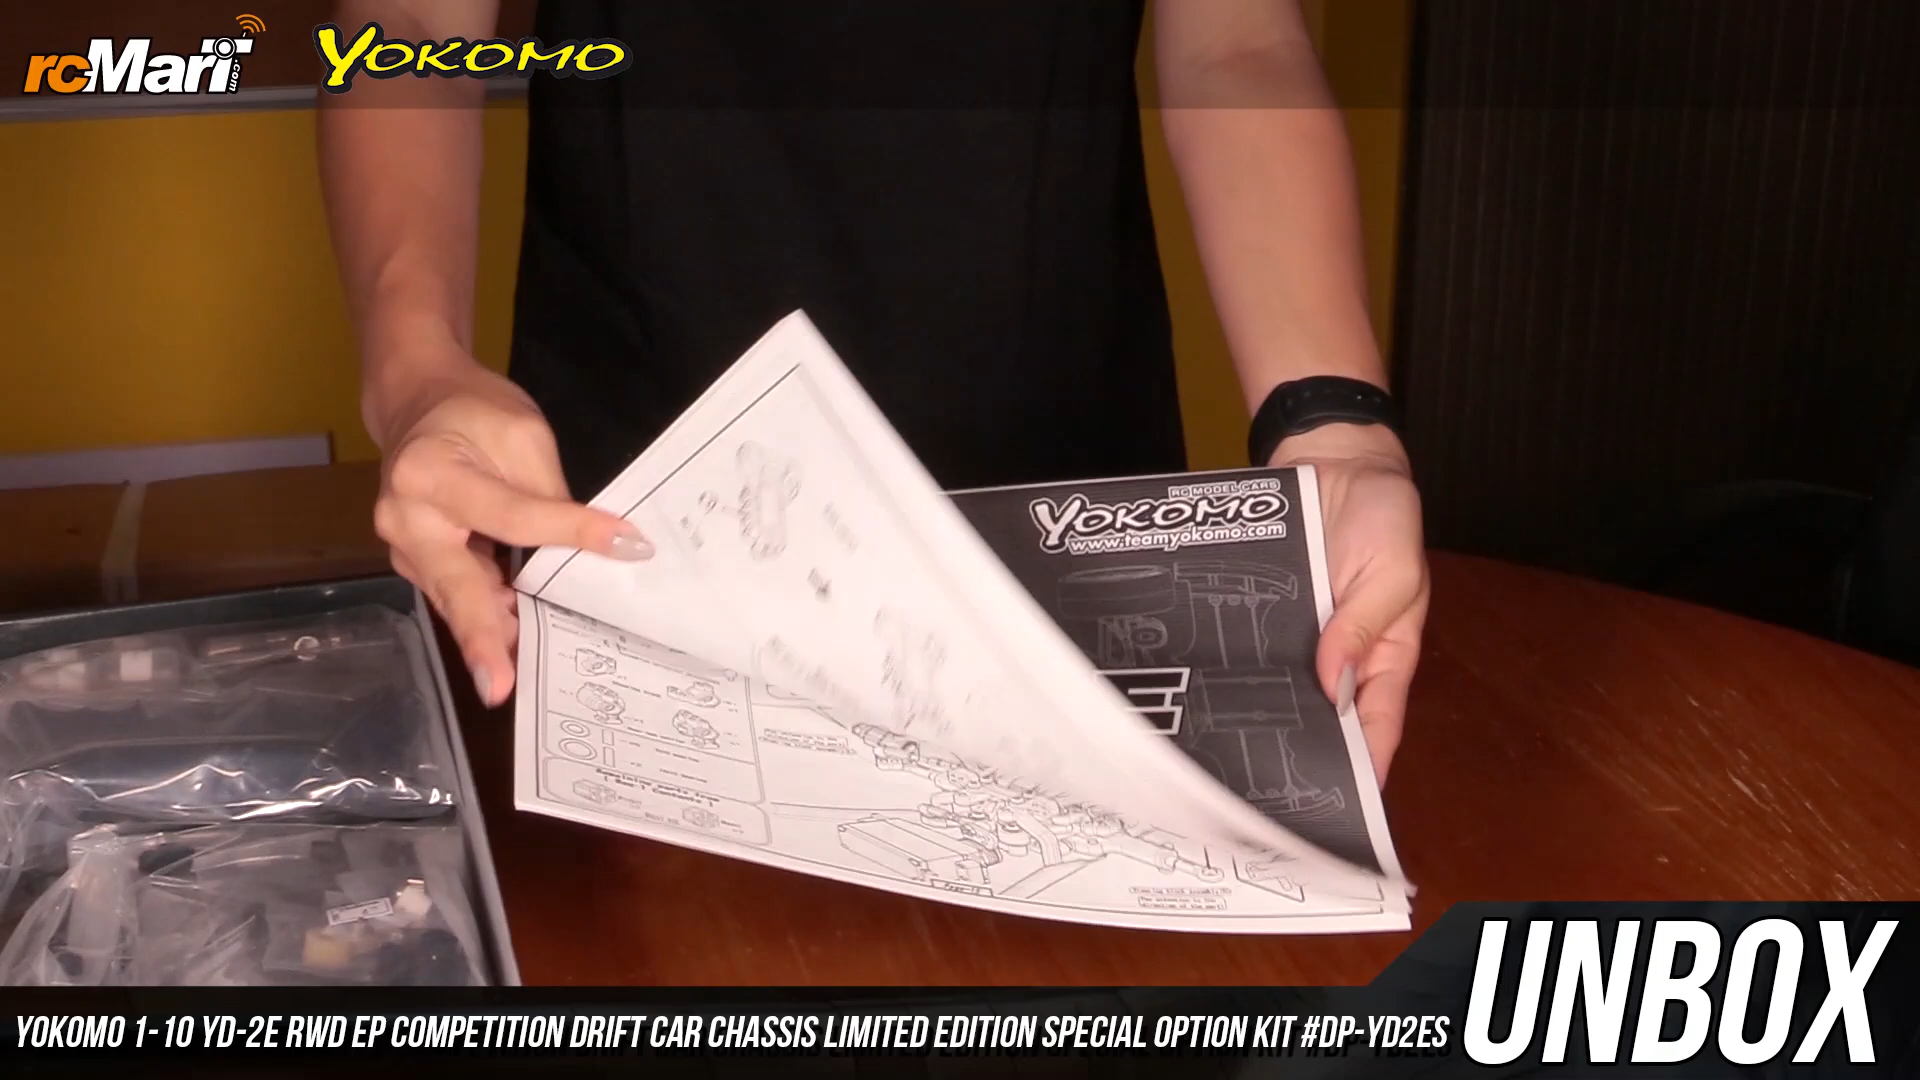 rcMart.com
YOKOMO
RC MODEL CARS
YOKOMO
www.teamyokomo.com
E
UNBOX
YOKOMO 1-10 YD-2E RWD EP COMPETITION DRIFT CAR CHASSIS LIMITED EDITION SPECIAL OPTION KIT #DP-YD2ES